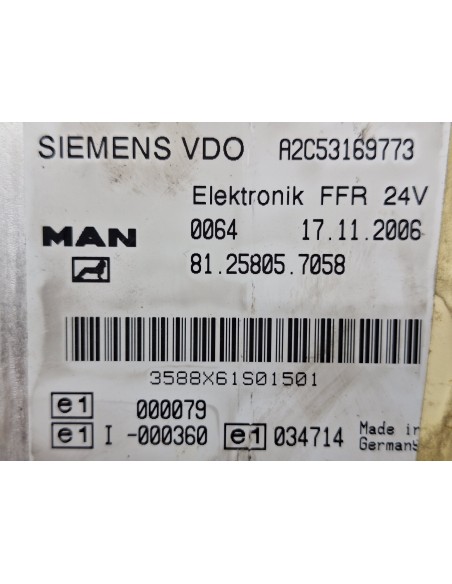 SIEMENS VDO A2C53169773
Elektronik FFR 24V
MAN 0064 17.11.2006
81.25805.7058
3588X61S01501
e1 000079
e1 I -000360 e1 034714 Made in
Germany